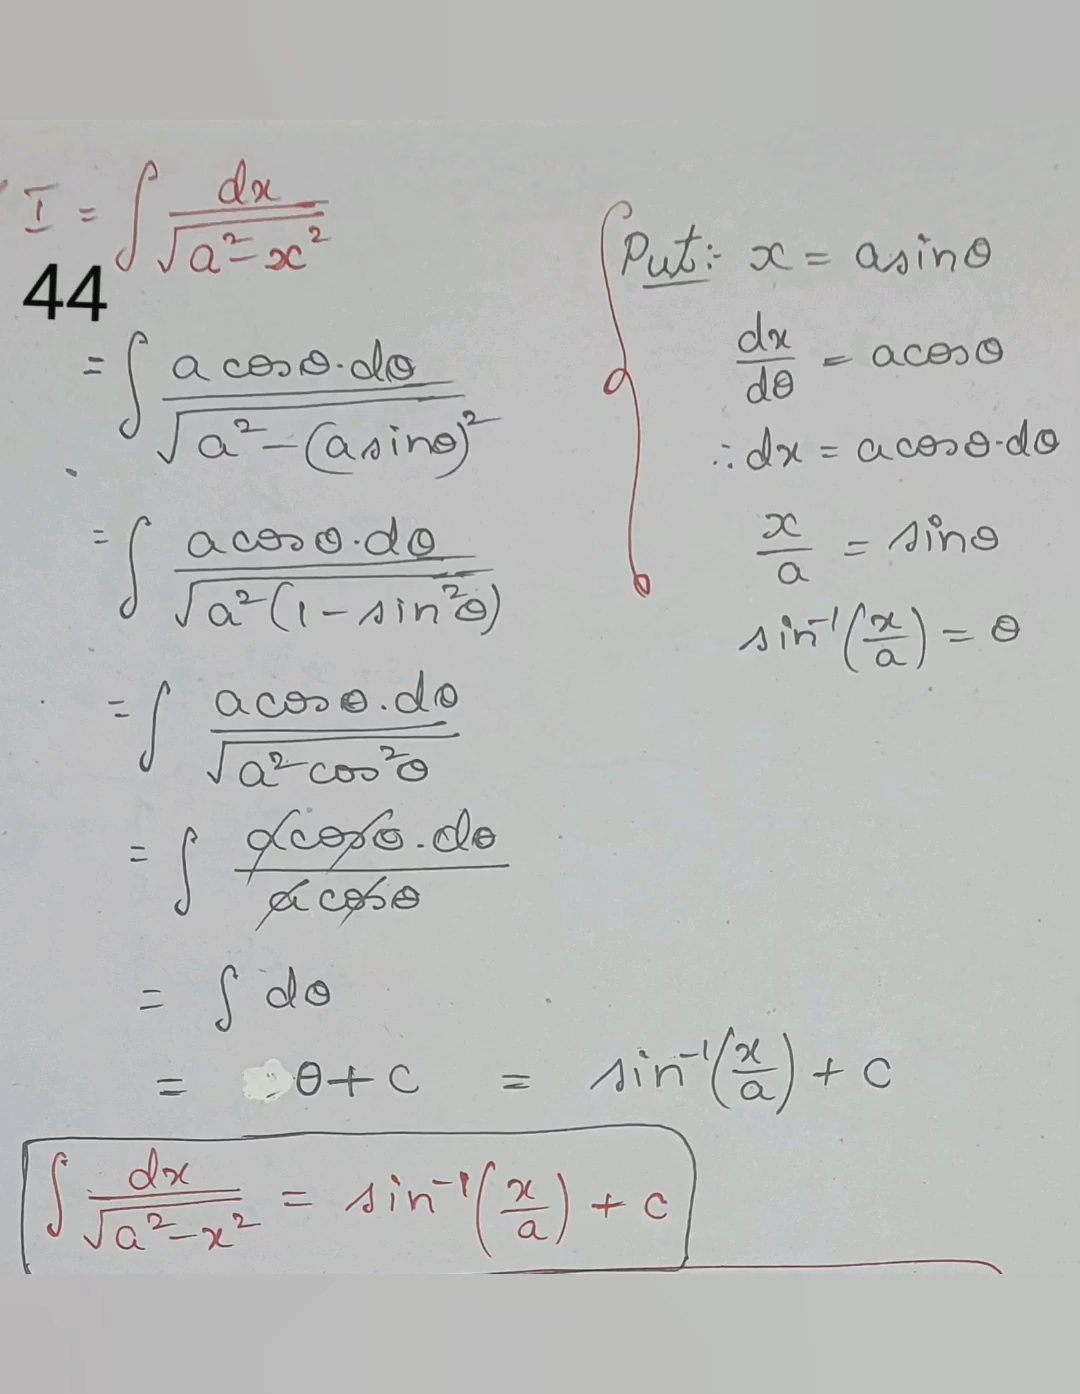 I = ∫ dx / √(a² - x²)
44
= ∫ a cosθ·dθ / √(a² - (a sinθ)²)
= ∫ a cosθ·dθ / √(a²(1 - sin²θ))
= ∫ a cosθ·dθ / √(a² cos²θ)
= ∫ a cosθ·dθ / a cosθ
= ∫ dθ
= θ + c = sin⁻¹(x/a) + c
∫ dx / √(a² - x²) = sin⁻¹(x/a) + c
Put:- x = a sinθ
dx/dθ = a cosθ
∴ dx = a cosθ·dθ
x/a = sinθ
sin⁻¹(x/a) = θ